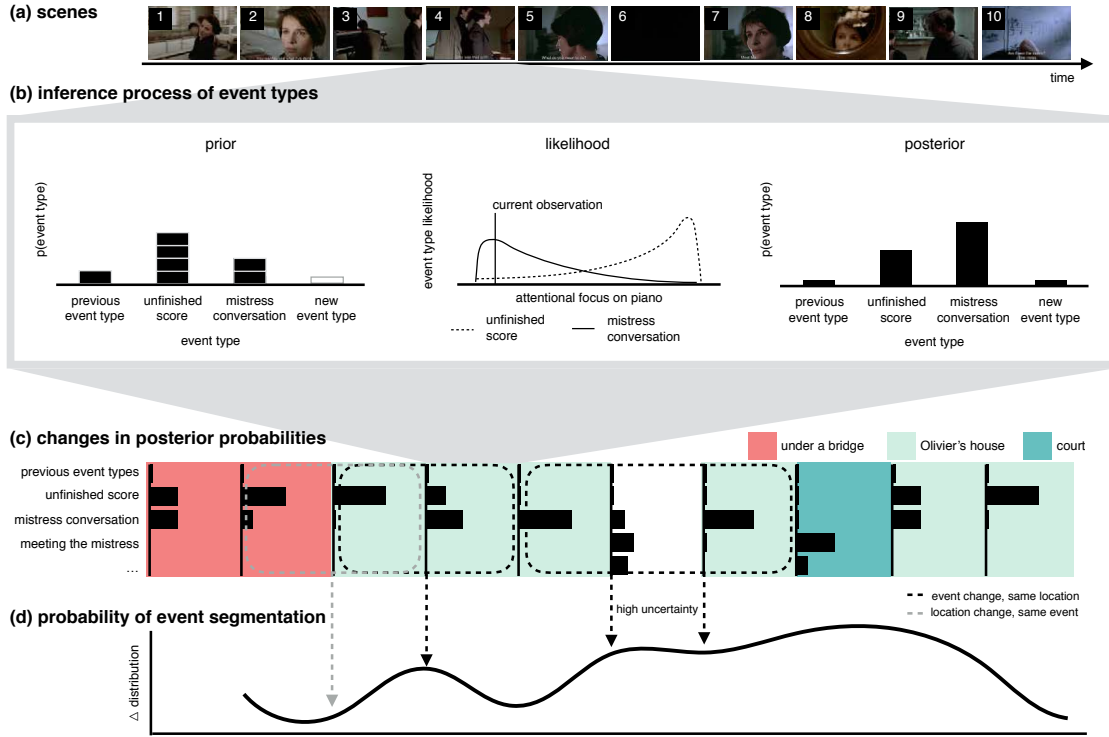 (a) scenes
1 2 3 4 5 6 7 8 9 10
time
(b) inference process of event types
prior
likelihood
posterior
p(event type)
previous
event type
unfinished
score
mistress
conversation
new
event type
event type
event type likelihood
current observation
attentional focus on piano
unfinished
score
mistress
conversation
p(event type)
previous
event type
unfinished
score
mistress
conversation
new
event type
event type
(c) changes in posterior probabilities
under a bridge
Olivier's house
court
previous event types
unfinished score
mistress conversation
meeting the mistress
...
high uncertainty
event change, same location
location change, same event
(d) probability of event segmentation
△ distribution